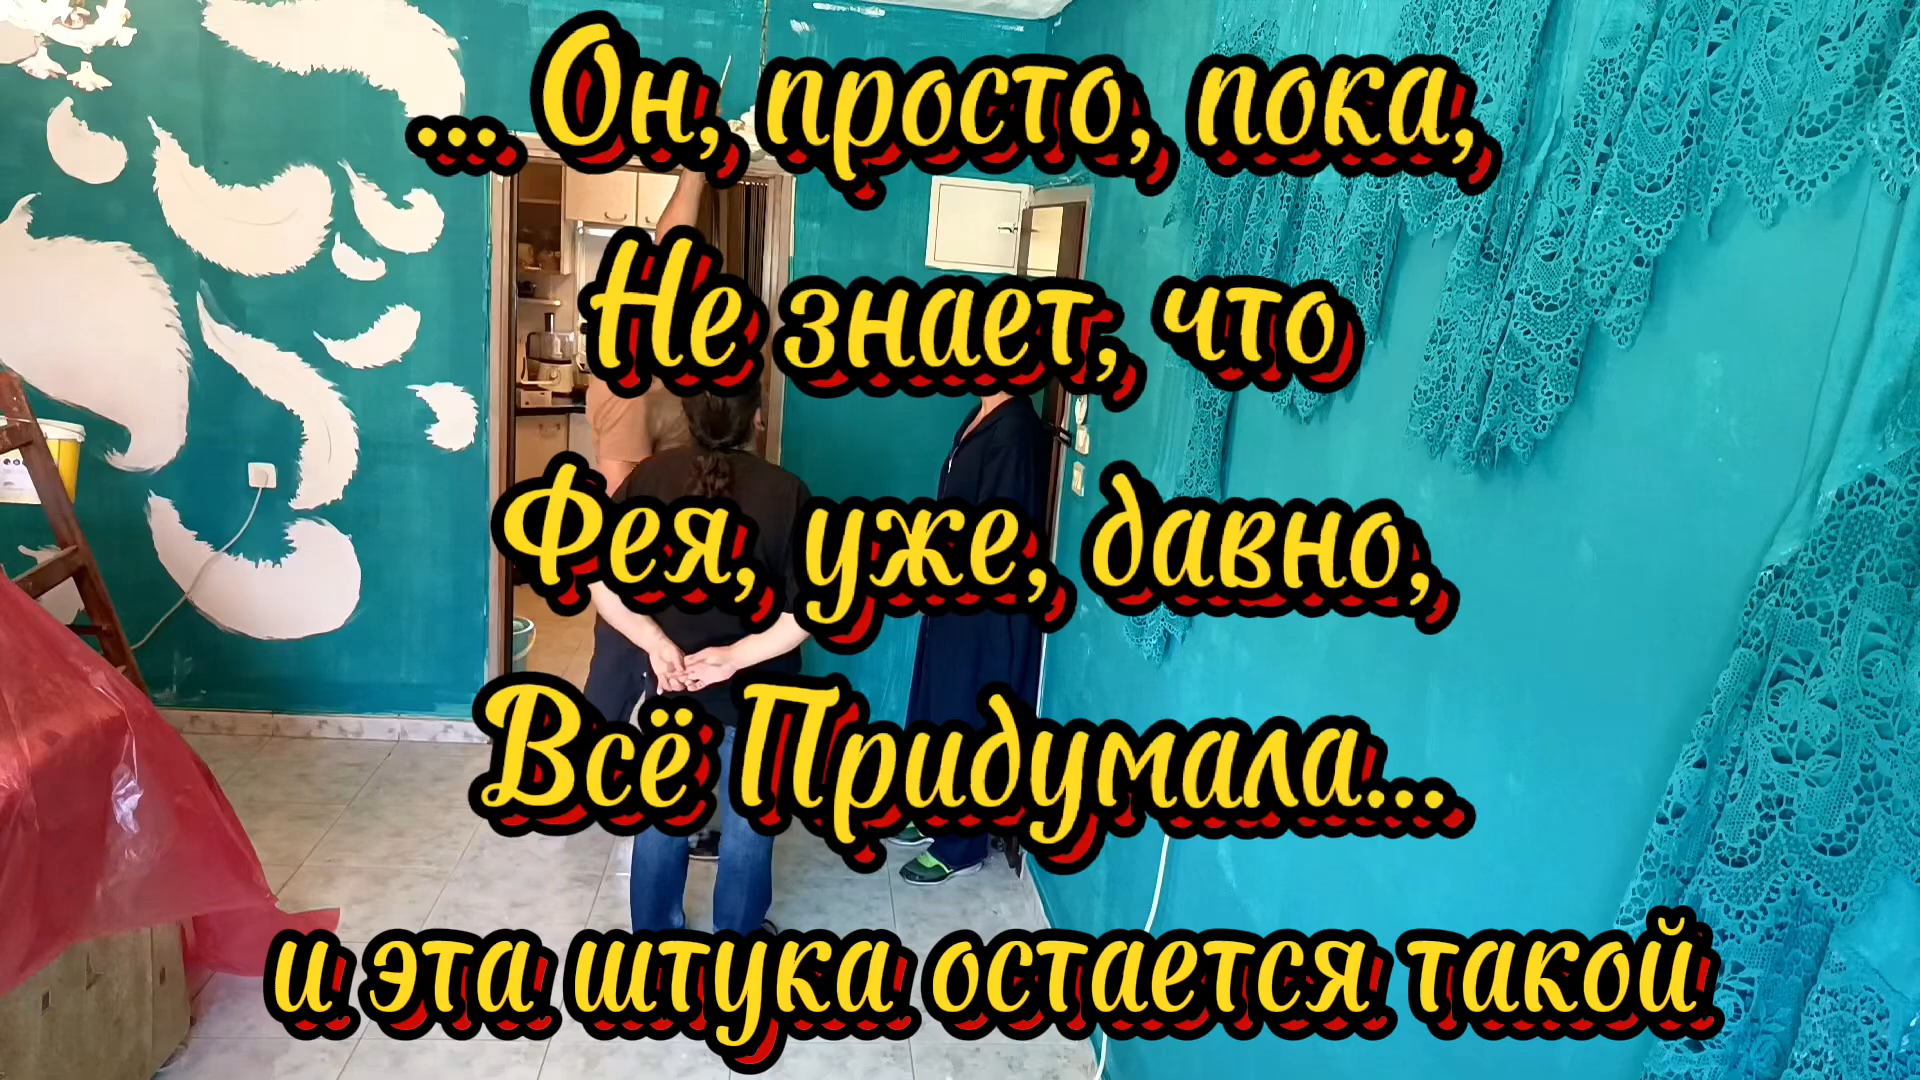 ... Он, просто, пока,
Не знает, что
Фея, уже, давно,
Всё Придумала...
и эта штука остается такой